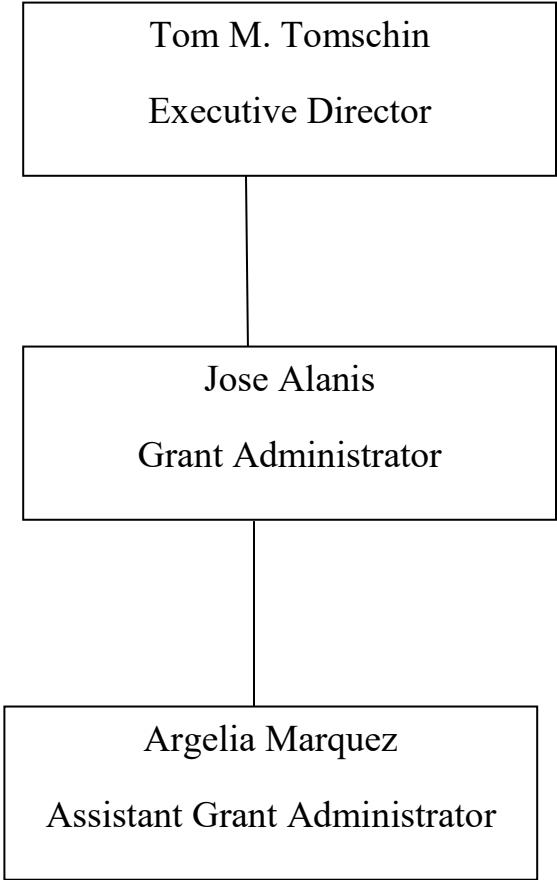 Tom M. Tomschin
Executive Director
Jose Alanis
Grant Administrator
Argelia Marquez
Assistant Grant Administrator